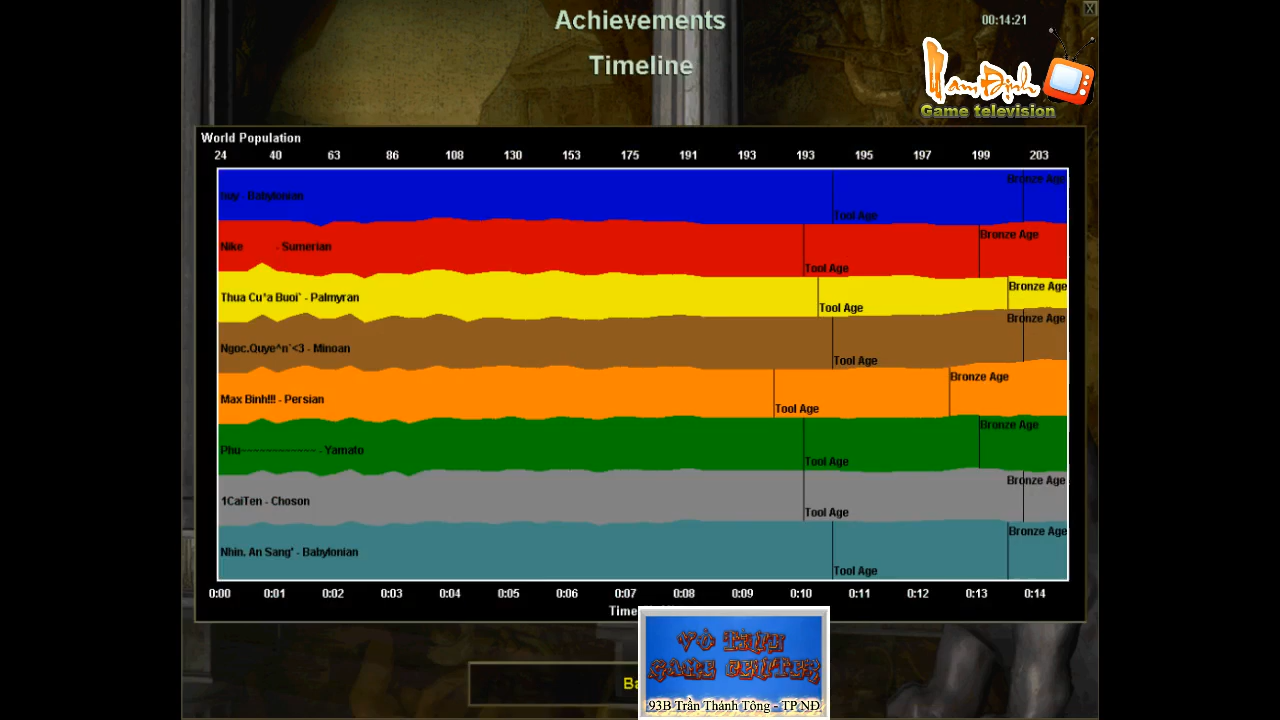 Achievements
00:14:21
X
Timeline
Nam Định
Game television
World Population
24 40 63 86 108 130 153 175 191 193 193 195 197 199 203
huy - Babylonian
Bronze Age
Tool Age
Nike - Sumerian
Bronze Age
Tool Age
Thua Cu*a Buoi` - Palmyran
Bronze Age
Tool Age
Ngoc.Quye^n`<3 - Minoan
Bronze Age
Tool Age
Max Binh!!! - Persian
Bronze Age
Tool Age
Phu---------------- - Yamato
Bronze Age
Tool Age
1CaiTen - Choson
Bronze Age
Tool Age
Nhin. An Sang' - Babylonian
Bronze Age
Tool Age
0:00 0:01 0:02 0:03 0:04 0:05 0:06 0:07 0:08 0:09 0:10 0:11 0:12 0:13 0:14
Time
GAME CENTER
93B Trần Thánh Tông - TP.NĐ